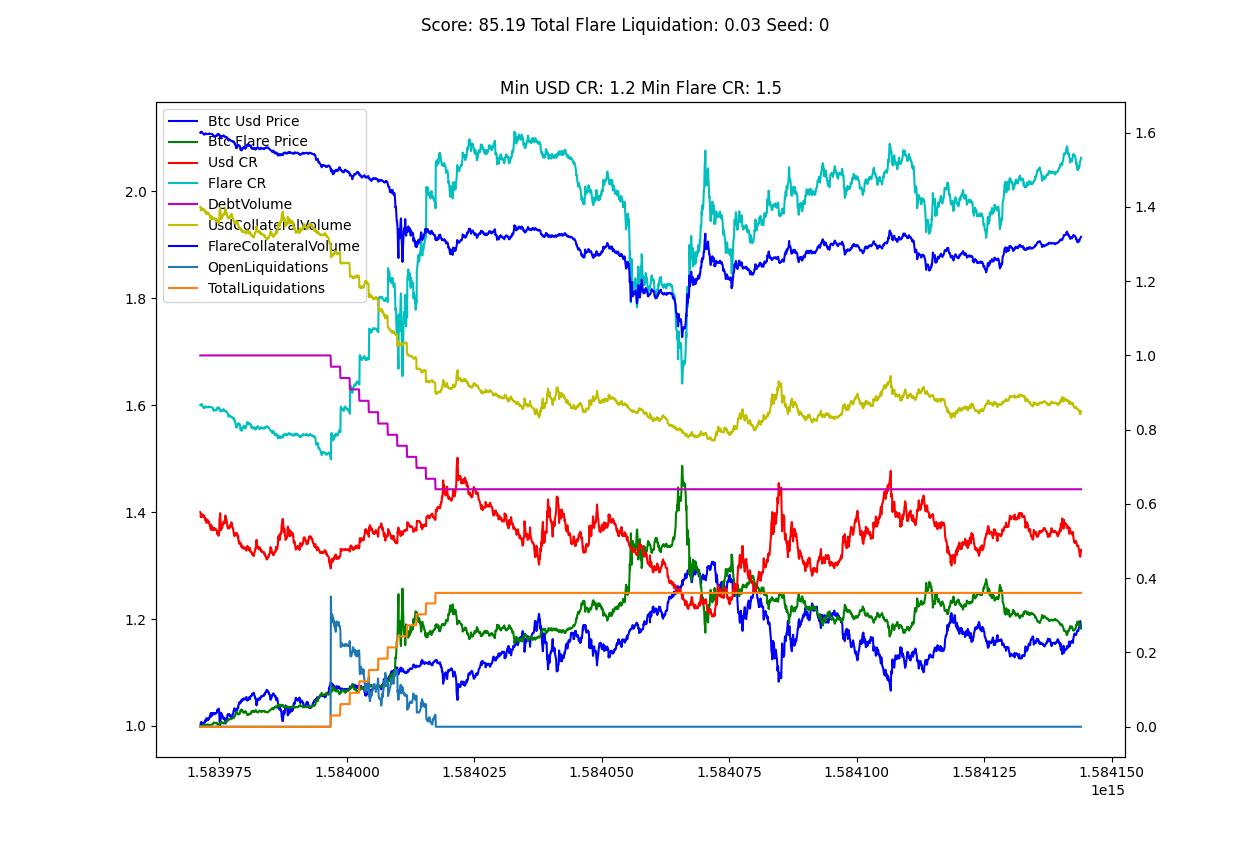 Score: 85.19 Total Flare Liquidation: 0.03 Seed: 0
Min USD CR: 1.2 Min Flare CR: 1.5
Btc Usd Price
Btc Flare Price
Usd CR
Flare CR
DebtVolume
UsdCollateralVolume
FlareCollateralVolume
OpenLiquidations
TotalLiquidations
2.0
1.8
1.6
1.4
1.2
1.0
1.6
1.4
1.2
1.0
0.8
0.6
0.4
0.2
0.0
1.583975 1.584000 1.584025 1.584050 1.584075 1.584100 1.584125 1.584150
1e15